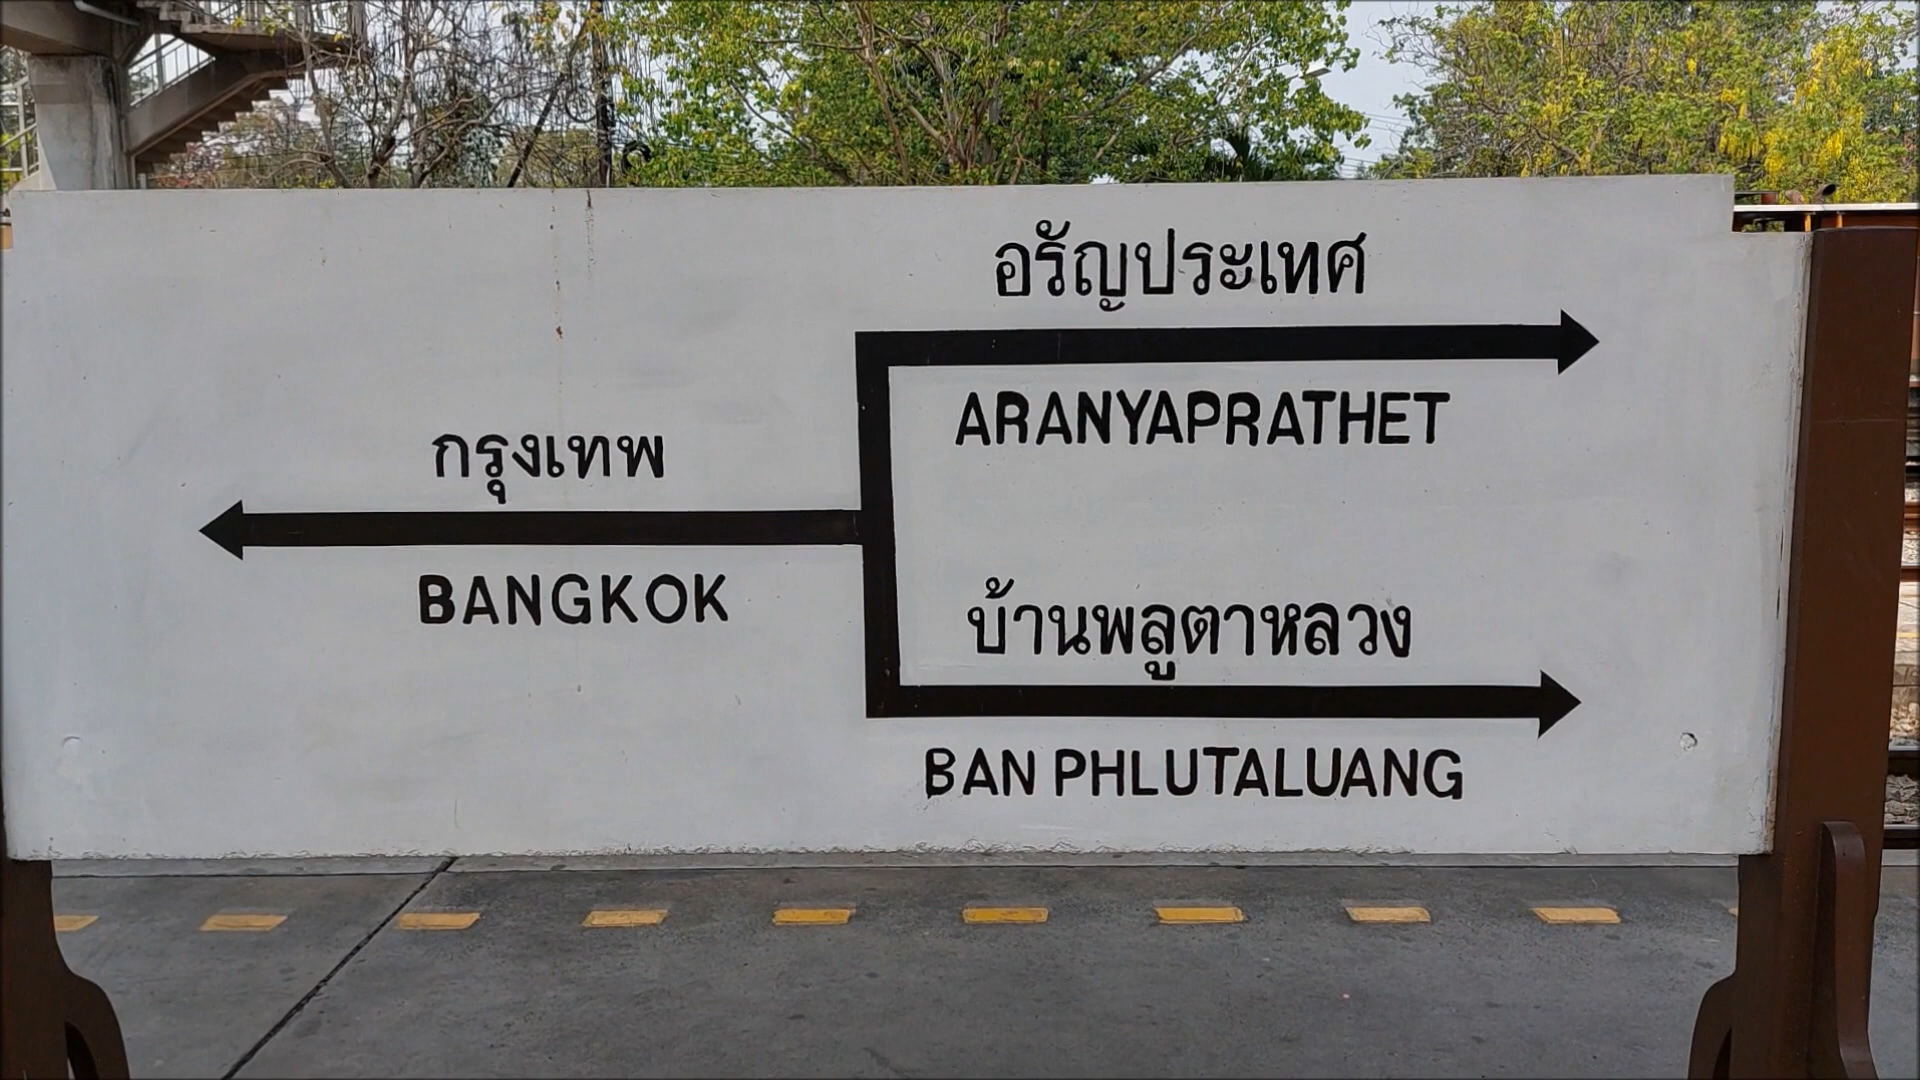 อรัญประเทศ
ARANYAPRATHET
กรุงเทพ
BANGKOK
บ้านพลูตาหลวง
BAN PHLUTALUANG